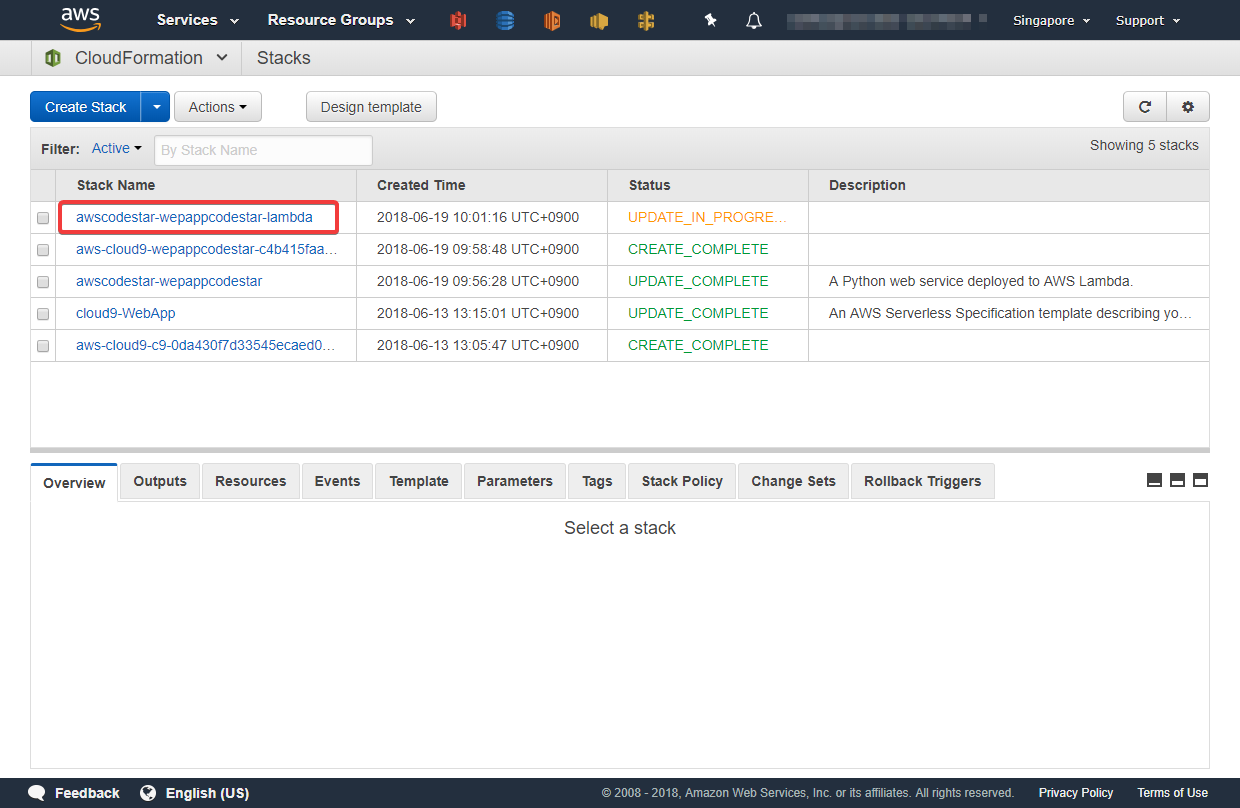 aws Services Resource Groups Singapore Support
CloudFormation Stacks
Create Stack Actions Design template
Filter: Active By Stack Name Showing 5 stacks
Stack Name Created Time Status Description
awscodestar-wepappcodestar-lambda 2018-06-19 10:01:16 UTC+0900 UPDATE_IN_PROGRE…
aws-cloud9-wepappcodestar-c4b415faa… 2018-06-19 09:58:48 UTC+0900 CREATE_COMPLETE
awscodestar-wepappcodestar 2018-06-19 09:56:28 UTC+0900 UPDATE_COMPLETE A Python web service deployed to AWS Lambda.
cloud9-WebApp 2018-06-13 13:15:01 UTC+0900 UPDATE_COMPLETE An AWS Serverless Specification template describing yo…
aws-cloud9-c9-0da430f7d33545ecaed0… 2018-06-13 13:05:47 UTC+0900 CREATE_COMPLETE
Overview Outputs Resources Events Template Parameters Tags Stack Policy Change Sets Rollback Triggers
Select a stack
Feedback English (US) © 2008 - 2018, Amazon Web Services, Inc. or its affiliates. All rights reserved. Privacy Policy Terms of Use